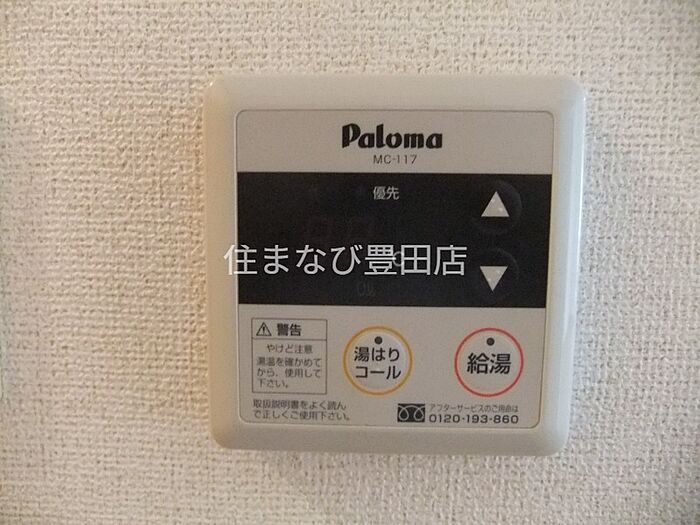 Paloma
MC-117
優先
住まなび豊田店
⚠ 警告
やけど注意
湯温を確かめて
から、使用して
下さい。
湯はり
コール
給湯
取扱説明書をよく読ん
で正しくご使用下さい。
アフターサービスのご用命は
0120-193-860